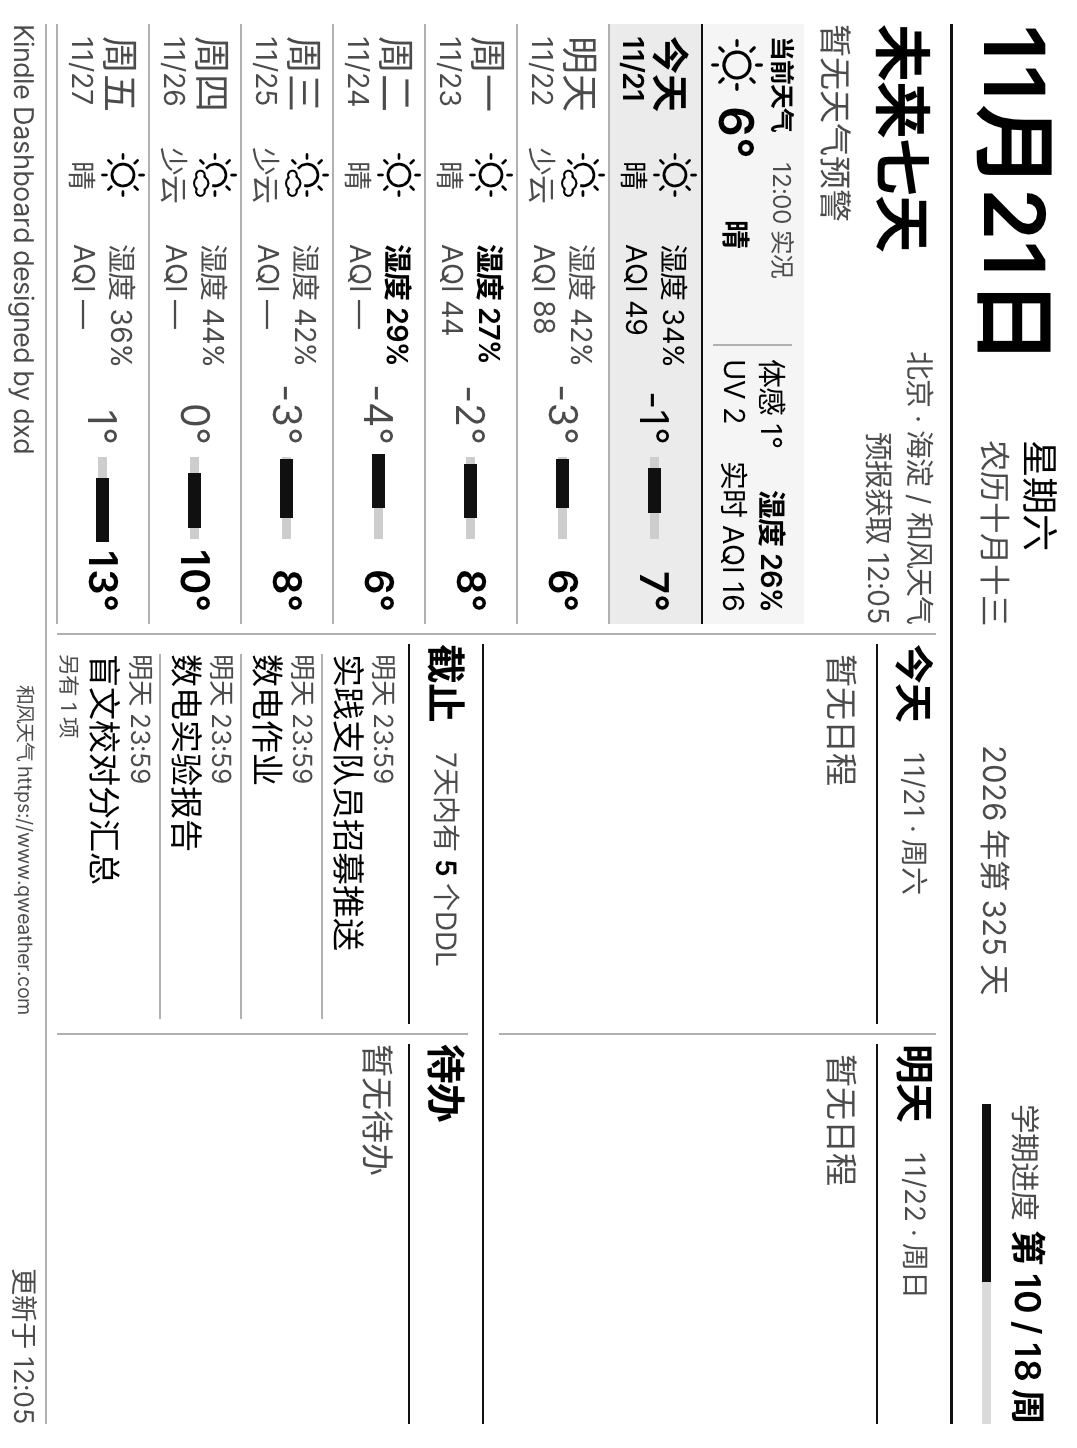 11月21日
星期六
农历十月十三
2026 年第 325 天
学期进度 第 10 / 18 周
未来七天
北京 · 海淀 / 和风天气
预报获取 12:05
暂无天气预警
当前天气 12:00 实况
6° 晴
体感 1° 湿度 26%
UV 2 实时 AQI 16
今天 晴 湿度 34% -1° 7°
11/21 AQI 49
明天 少云 湿度 42% -3° 6°
11/22 AQI 88
周一 晴 湿度 27% -2° 8°
11/23 AQI 44
周二 晴 湿度 29% -4° 6°
11/24 AQI —
周三 少云 湿度 42% -3° 8°
11/25 AQI —
周四 少云 湿度 44% 0° 10°
11/26 AQI —
周五 晴 湿度 36% 1° 13°
11/27 AQI —
今天 11/21 · 周六
暂无日程
明天 11/22 · 周日
暂无日程
截止 7天内有 5 个DDL
明天 23:59
实践支队员招募推送
明天 23:59
数电作业
明天 23:59
数电实验报告
明天 23:59
盲文校对分汇总
另有 1 项
待办
暂无待办
Kindle Dashboard designed by dxd
和风天气 https://www.qweather.com
更新于 12:05